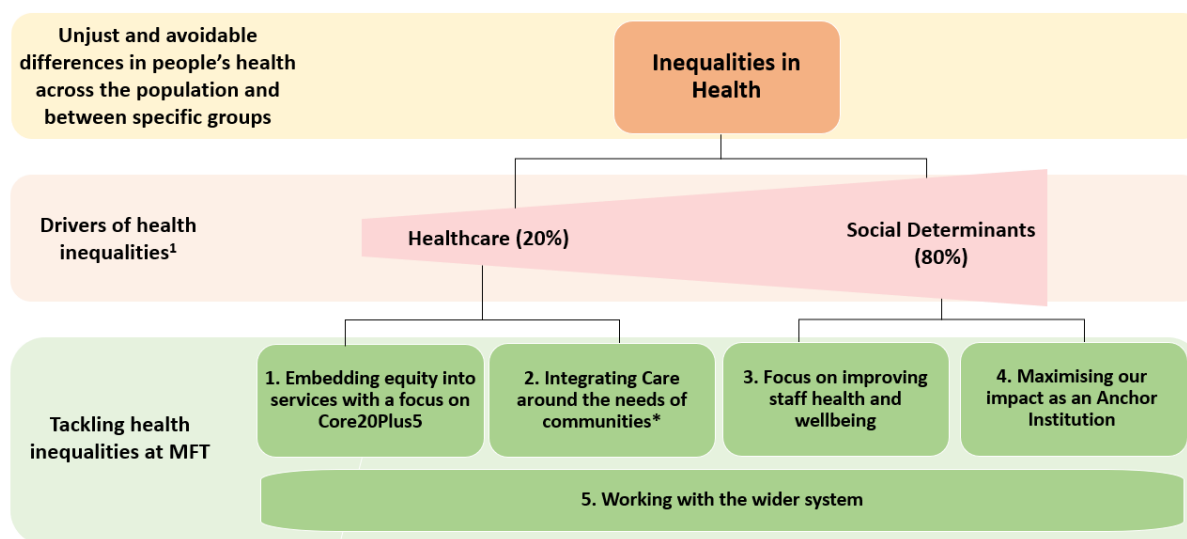 Unjust and avoidable
differences in people’s health
across the population and
between specific groups
Inequalities in
Health
Drivers of health
inequalities¹
Healthcare (20%)
Social Determinants
(80%)
Tackling health
inequalities at MFT
1. Embedding equity into
services with a focus on
Core20Plus5
2. Integrating Care
around the needs of
communities*
3. Focus on improving
staff health and
wellbeing
4. Maximising our
impact as an Anchor
Institution
5. Working with the wider system